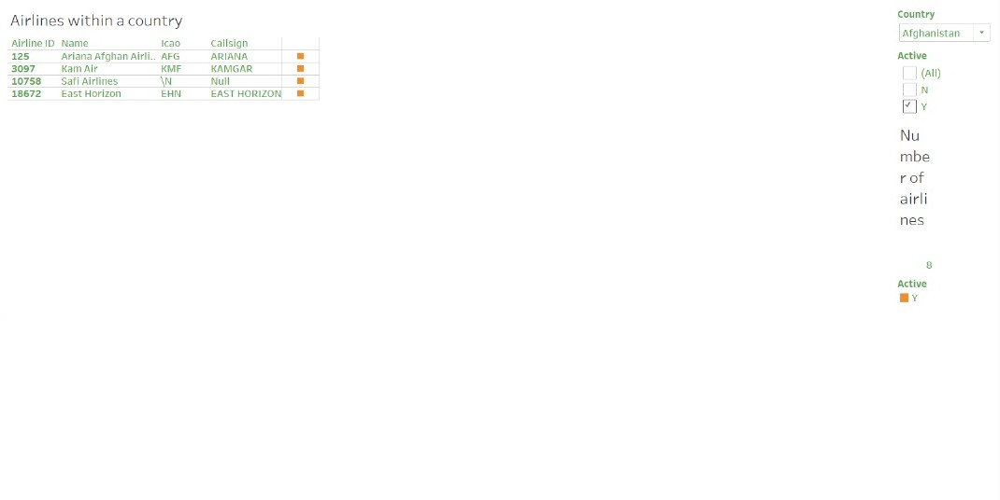 Airlines within a country
Airline ID Name Icao Callsign
125 Ariana Afghan Airli.. AFG ARIANA
3097 Kam Air KMF KAMGAR
10758 Safi Airlines \N Null
18672 East Horizon EHN EAST HORIZON
Country
Afghanistan
Active
(All)
N
Y
Nu
mbe
r of
airli
nes
8
Active
Y